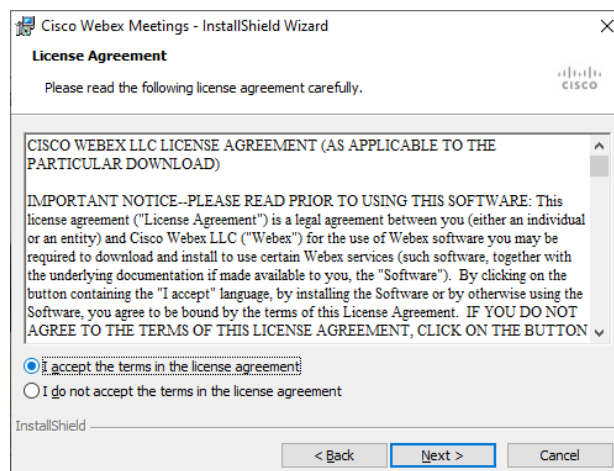 Cisco Webex Meetings - InstallShield Wizard
License Agreement
Please read the following license agreement carefully.
CISCO
CISCO WEBEX LLC LICENSE AGREEMENT (AS APPLICABLE TO THE
PARTICULAR DOWNLOAD)
IMPORTANT NOTICE--PLEASE READ PRIOR TO USING THIS SOFTWARE: This
license agreement ("License Agreement") is a legal agreement between you (either an individual
or an entity) and Cisco Webex LLC ("Webex") for the use of Webex software you may be
required to download and install to use certain Webex services (such software, together with
the underlying documentation if made available to you, the "Software").  By clicking on the
button containing the "I accept" language, by installing the Software or by otherwise using the
Software, you agree to be bound by the terms of this License Agreement.  IF YOU DO NOT
AGREE TO THE TERMS OF THIS LICENSE AGREEMENT, CLICK ON THE BUTTON
I accept the terms in the license agreement
I do not accept the terms in the license agreement
InstallShield
< Back
Next >
Cancel